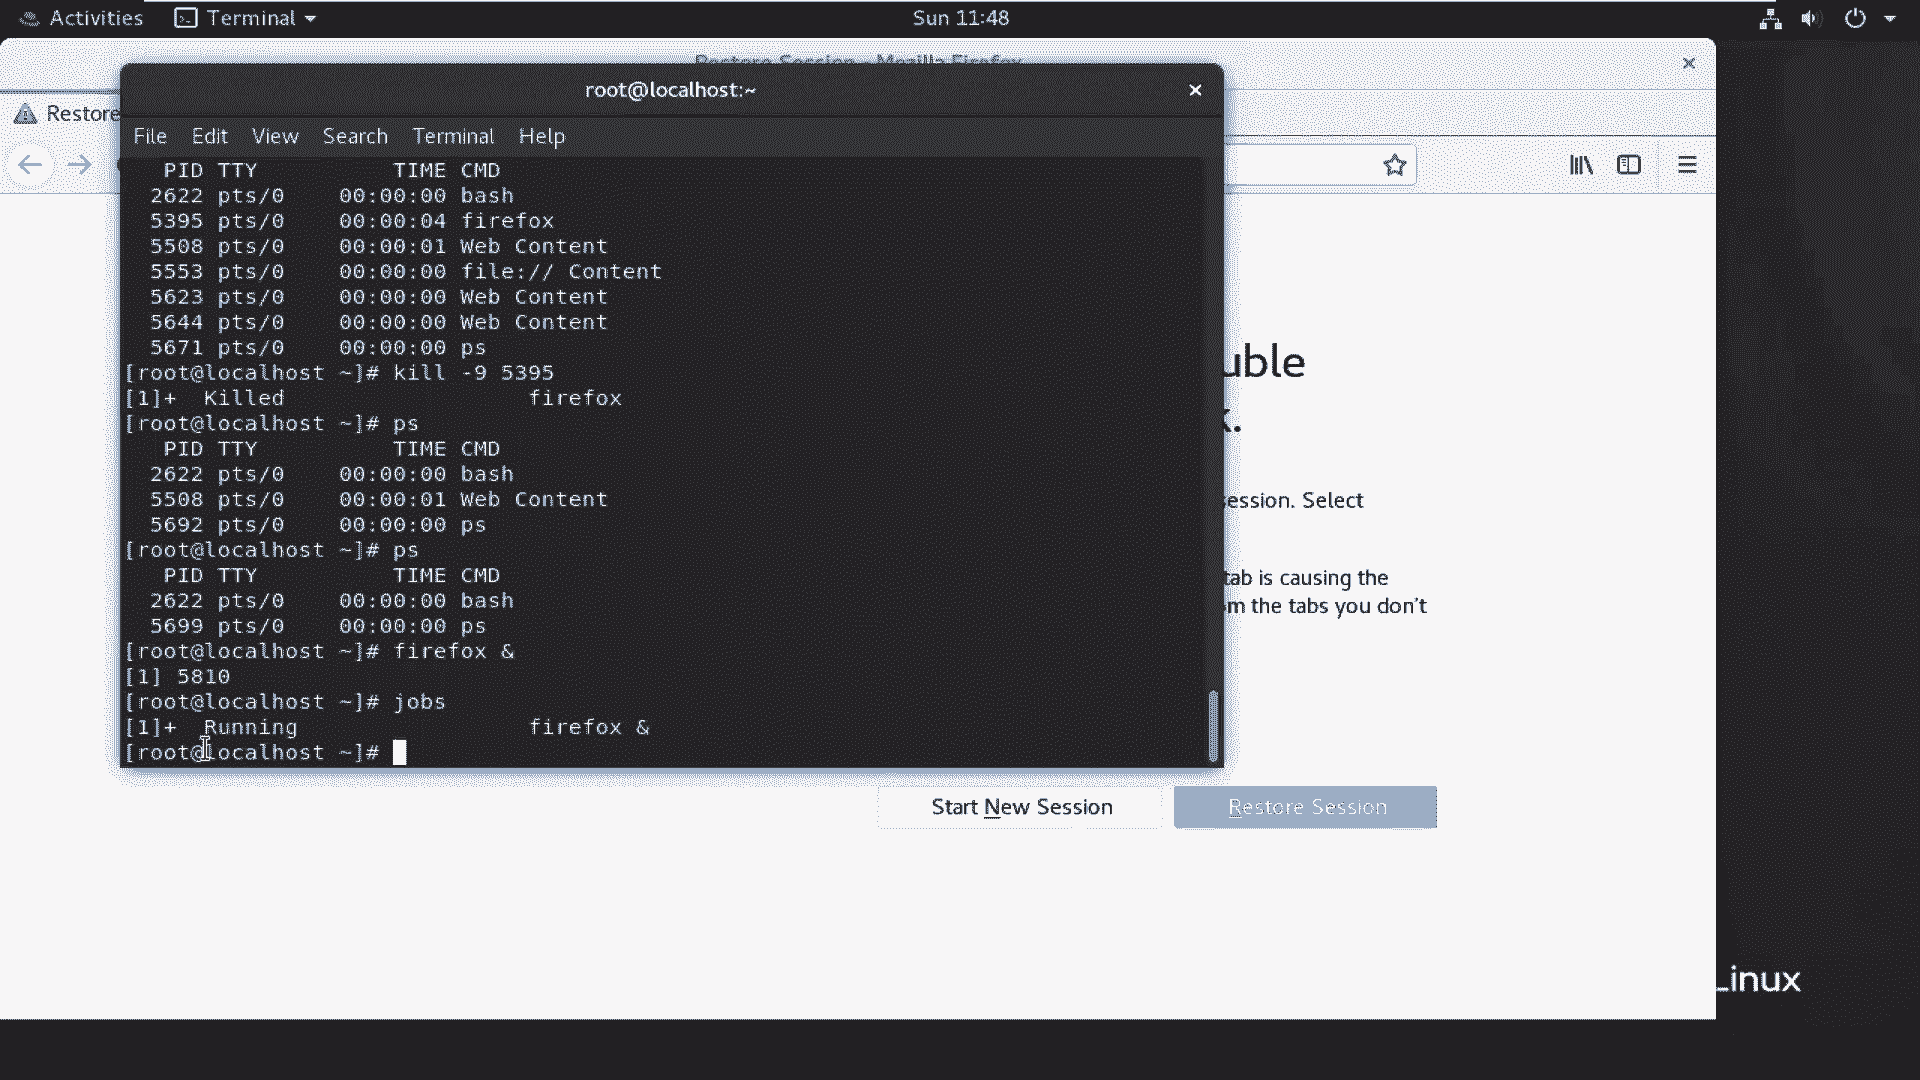 Activities Terminal Sun 11:48
Restore Session - Mozilla Firefox
root@localhost:~
Restore
File Edit View Search Terminal Help
PID TTY TIME CMD
2622 pts/0 00:00:00 bash
5395 pts/0 00:00:04 firefox
5508 pts/0 00:00:01 Web Content
5553 pts/0 00:00:00 file:// Content
5623 pts/0 00:00:00 Web Content
5644 pts/0 00:00:00 Web Content
5671 pts/0 00:00:00 ps
[root@localhost ~]# kill -9 5395
[1]+ Killed firefox
[root@localhost ~]# ps
PID TTY TIME CMD
2622 pts/0 00:00:00 bash
5508 pts/0 00:00:01 Web Content
5692 pts/0 00:00:00 ps
[root@localhost ~]# ps
PID TTY TIME CMD
2622 pts/0 00:00:00 bash
5699 pts/0 00:00:00 ps
[root@localhost ~]# firefox &
[1] 5810
[root@localhost ~]# jobs
[1]+ Running firefox &
[root@localhost ~]#
uble
k.
ession. Select
tab is causing the
m the tabs you don't
Start New Session Restore Session
Linux